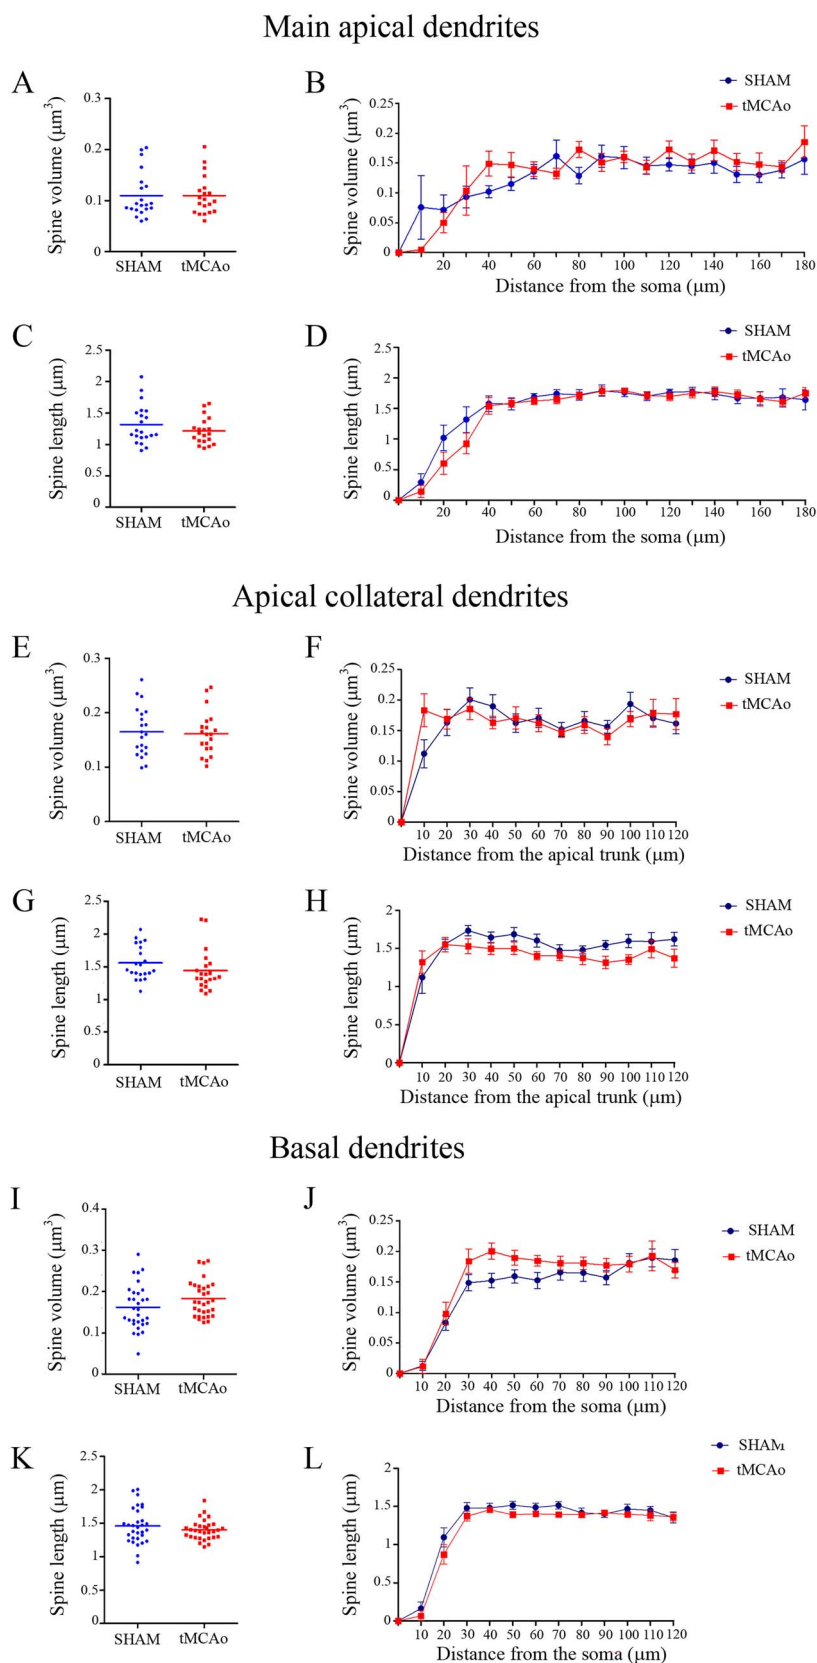 Main apical dendrites
A
Spine volume (μm³)
0.3
0.2
0.1
0
SHAM
tMCAo
B
SHAM
tMCAo
Spine volume (μm³)
0.25
0.2
0.15
0.1
0.05
0
20 40 60 80 100 120 140 160 180
Distance from the soma (μm)
C
Spine length (μm)
2.5
2
1.5
1
0.5
0
SHAM
tMCAo
D
SHAM
tMCAo
Spine length (μm)
2.5
2
1.5
1
0.5
0
20 40 60 80 100 120 140 160 180
Distance from the soma (μm)
Apical collateral dendrites
E
Spine volume (μm³)
0.3
0.2
0.1
0
SHAM
tMCAo
F
SHAM
tMCAo
Spine volume (μm³)
0.25
0.2
0.15
0.1
0.05
0
10 20 30 40 50 60 70 80 90 100 110 120
Distance from the apical trunk (μm)
G
Spine length (μm)
2.5
2
1.5
1
0.5
0
SHAM
tMCAo
H
SHAM
tMCAo
Spine length (μm)
2
1.5
1
0.5
0
10 20 30 40 50 60 70 80 90 100 110 120
Distance from the apical trunk (μm)
Basal dendrites
I
Spine volume (μm³)
0.4
0.3
0.2
0.1
0
SHAM
tMCAo
J
SHAM
tMCAo
Spine volume (μm³)
0.25
0.2
0.15
0.1
0.05
0
10 20 30 40 50 60 70 80 90 100 110 120
Distance from the soma (μm)
K
Spine length (μm)
2.5
2
1.5
1
0.5
0
SHAM
tMCAo
L
SHAM
tMCAo
Spine length (μm)
2
1.5
1
0.5
0
10 20 30 40 50 60 70 80 90 100 110 120
Distance from the soma (μm)